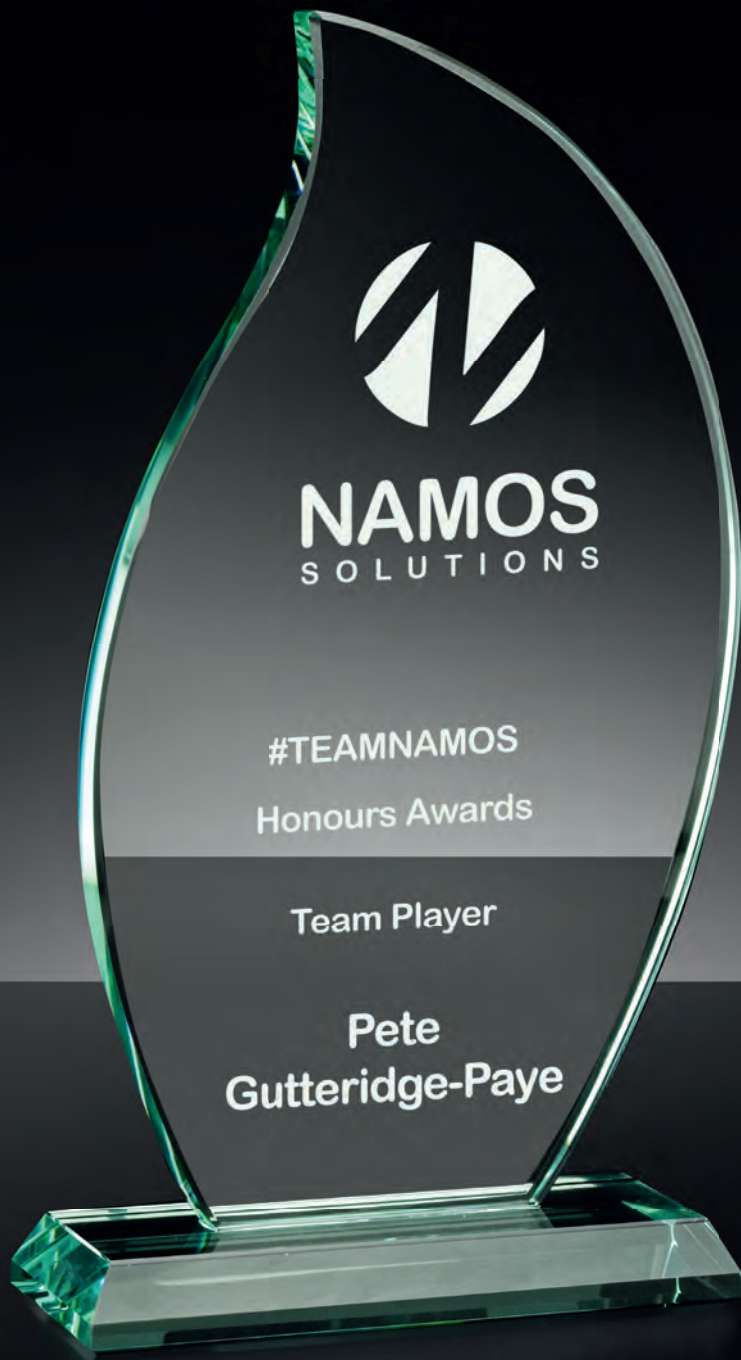 NAMOS
SOLUTIONS
#TEAMNAMOS
Honours Awards
Team Player
Pete
Gutteridge-Paye